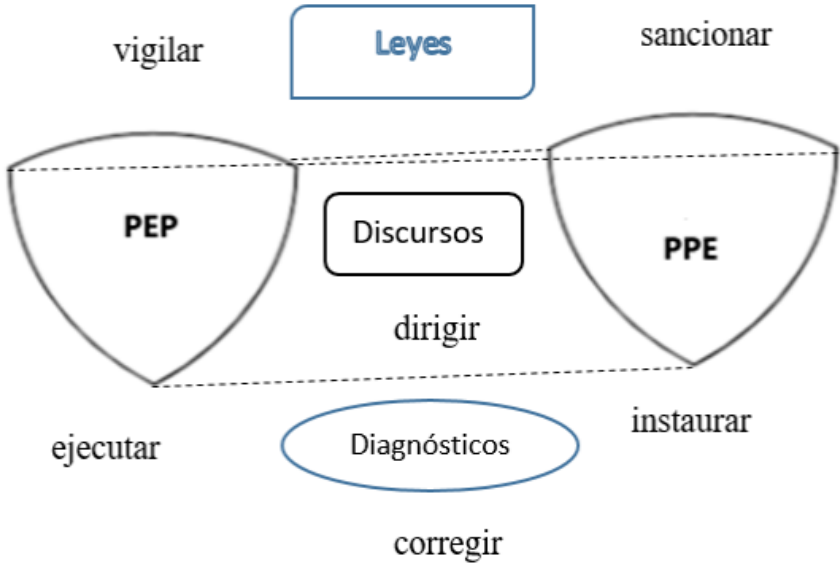 vigilar
Leyes
sancionar
PEP
Discursos
PPE
dirigir
ejecutar
Diagnósticos
instaurar
corregir